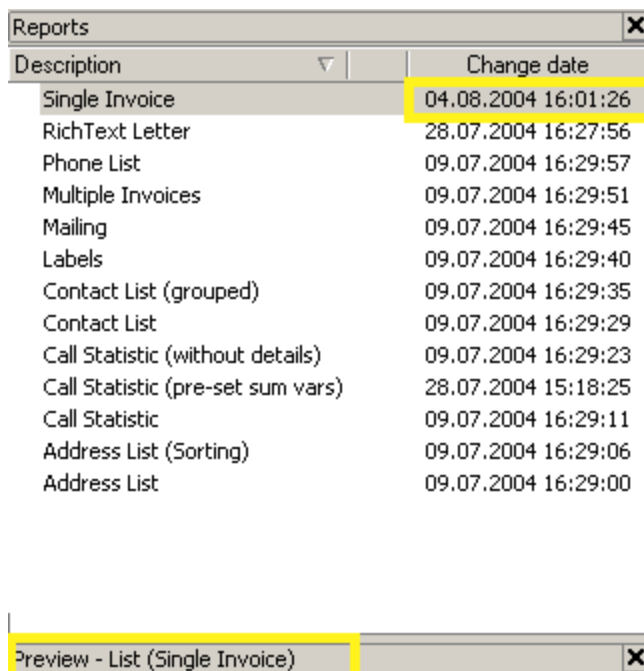 Reports
Description Change date
Single Invoice 04.08.2004 16:01:26
RichText Letter 28.07.2004 16:27:56
Phone List 09.07.2004 16:29:57
Multiple Invoices 09.07.2004 16:29:51
Mailing 09.07.2004 16:29:45
Labels 09.07.2004 16:29:40
Contact List (grouped) 09.07.2004 16:29:35
Contact List 09.07.2004 16:29:29
Call Statistic (without details) 09.07.2004 16:29:23
Call Statistic (pre-set sum vars) 28.07.2004 15:18:25
Call Statistic 09.07.2004 16:29:11
Address List (Sorting) 09.07.2004 16:29:06
Address List 09.07.2004 16:29:00
Preview - List (Single Invoice)